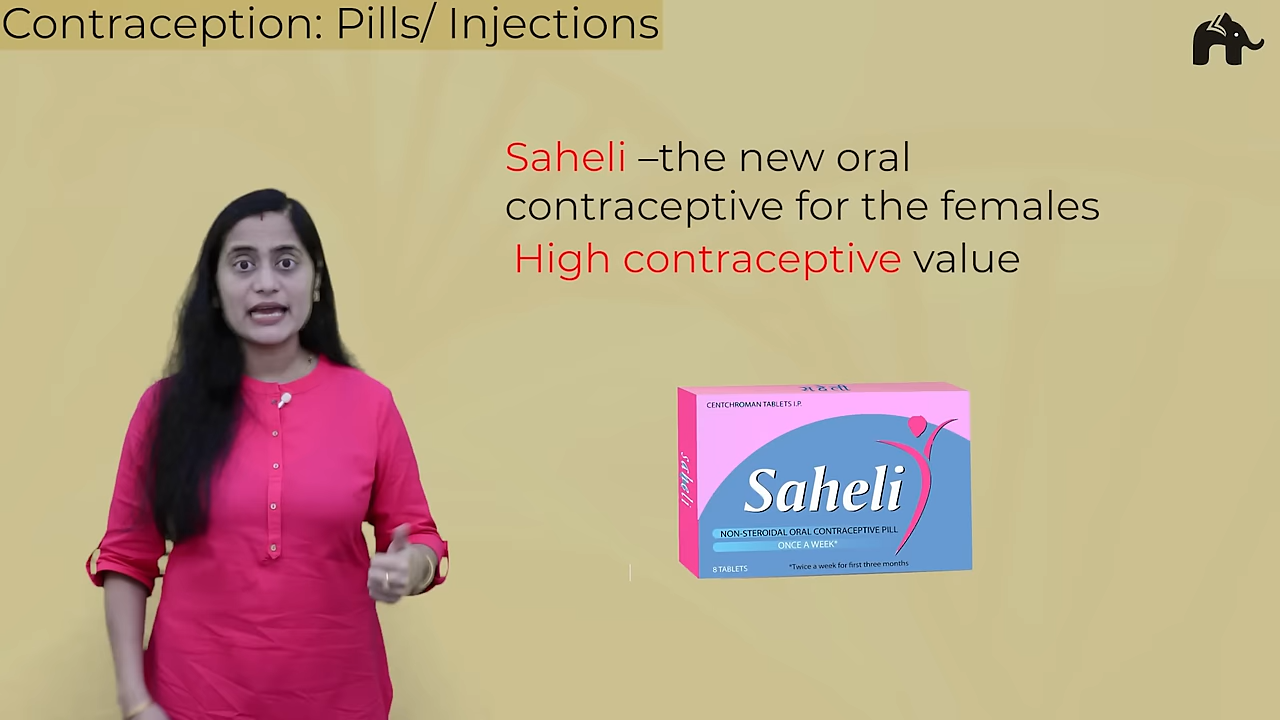 Contraception: Pills/ Injections
Saheli –the new oral
contraceptive for the females
High contraceptive value
CENTCHROMAN TABLETS I.P.
saheli
Saheli
NON-STEROIDAL ORAL CONTRACEPTIVE PILL
ONCE A WEEK*
8 TABLETS
*Twice a week for first three months